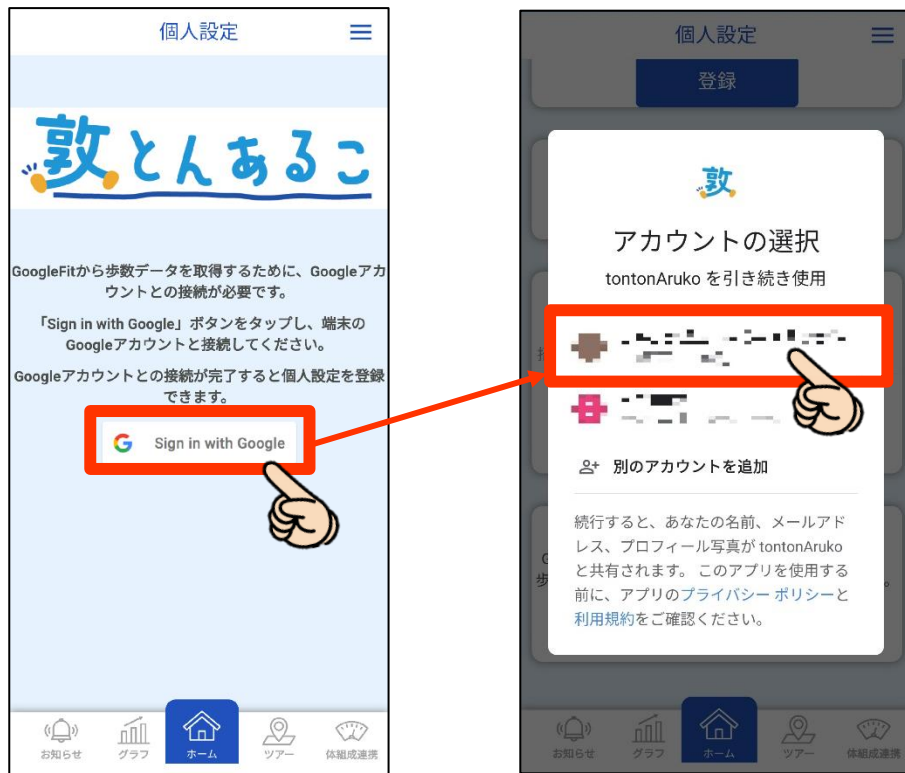 個人設定
敦とんあるこ
GoogleFitから歩数データを取得するために、Googleアカ
ウントとの接続が必要です。
「Sign in with Google」ボタンをタップし、端末の
Googleアカウントと接続してください。
Googleアカウントとの接続が完了すると個人設定を登録
できます。
Sign in with Google
お知らせ
グラフ
ホーム
ツアー
体組成連携
個人設定
登録
敦
アカウントの選択
tontonAruko を引き続き使用
別のアカウントを追加
続行すると、あなたの名前、メールアド
レス、プロフィール写真が tontonAruko
と共有されます。 このアプリを使用する
前に、アプリのプライバシー ポリシーと
利用規約をご確認ください。
お知らせ
グラフ
ホーム
ツアー
体組成連携